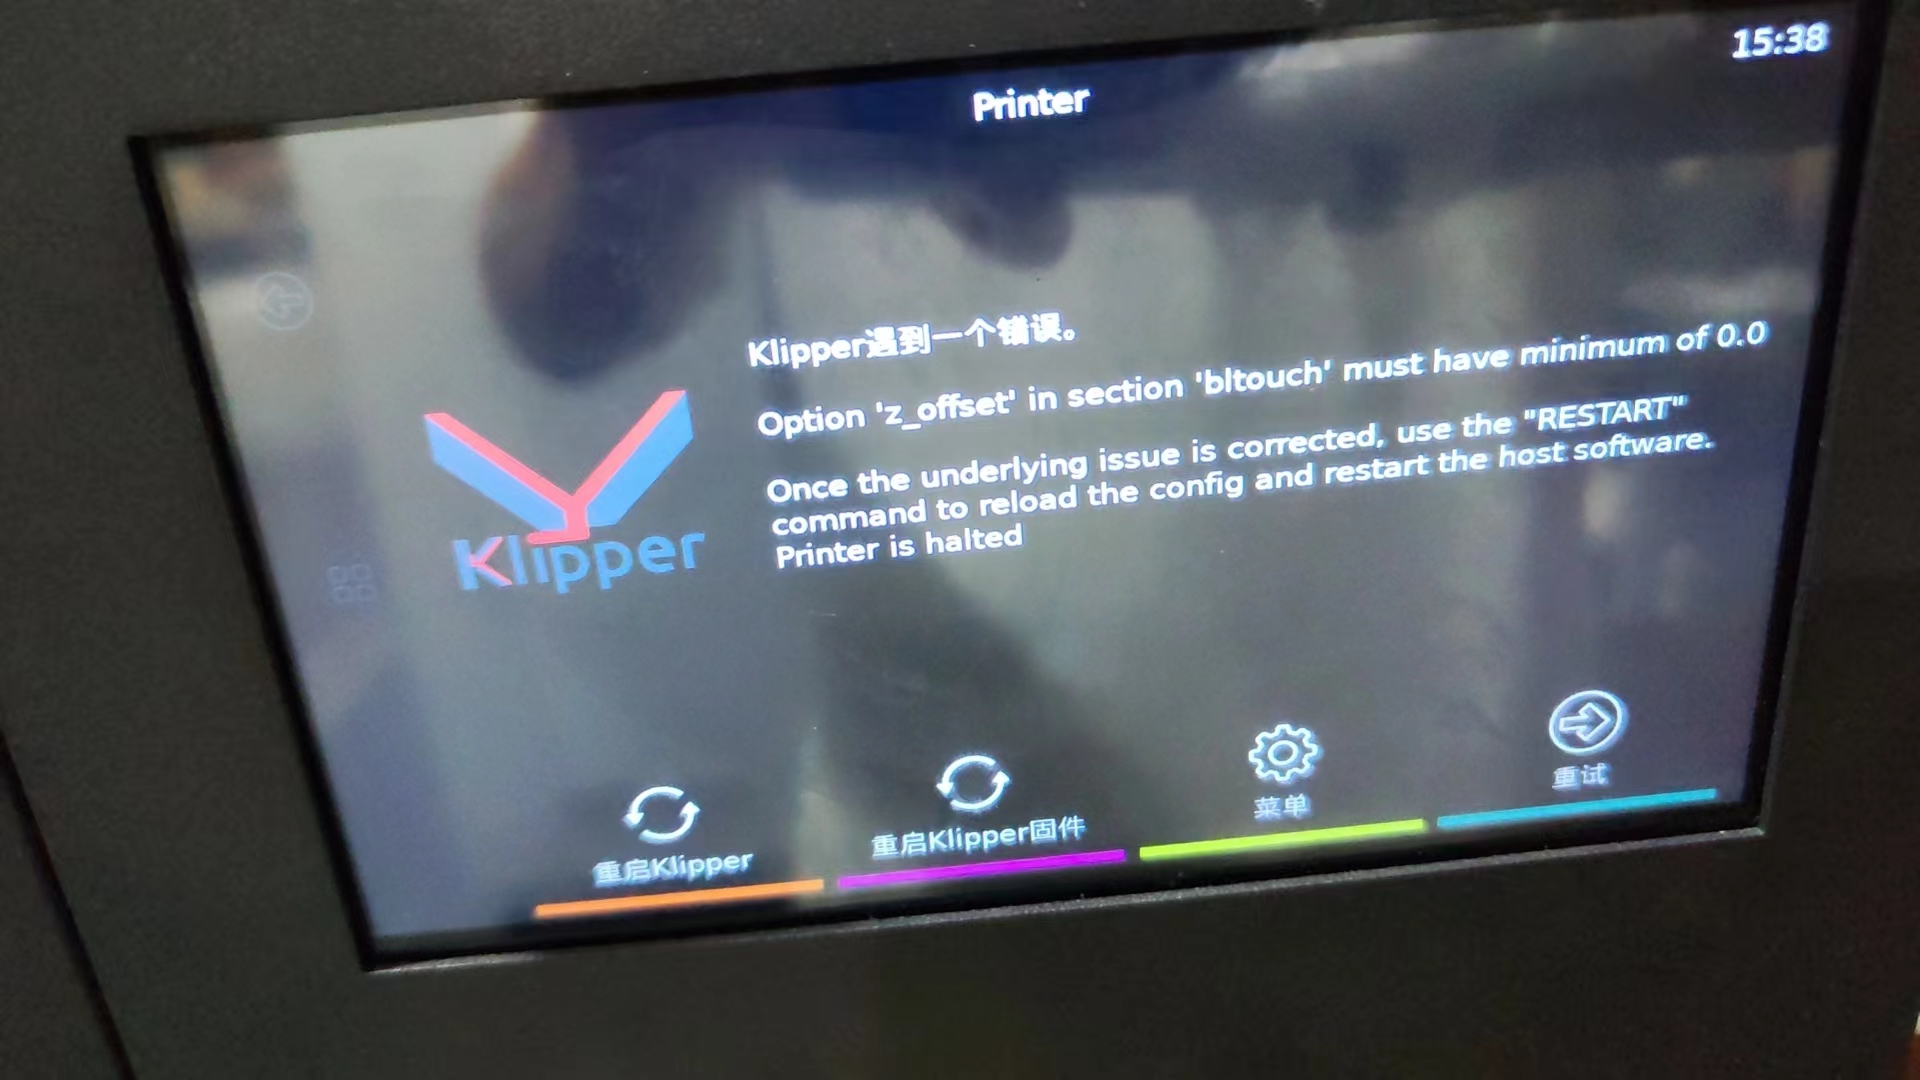 15:38
Printer
Klipper遇到一个错误。
Option 'z_offset' in section 'bltouch' must have minimum of 0.0
Once the underlying issue is corrected, use the "RESTART"
command to reload the config and restart the host software.
Printer is halted
Klipper
重启Klipper
重启Klipper固件
菜单
重试